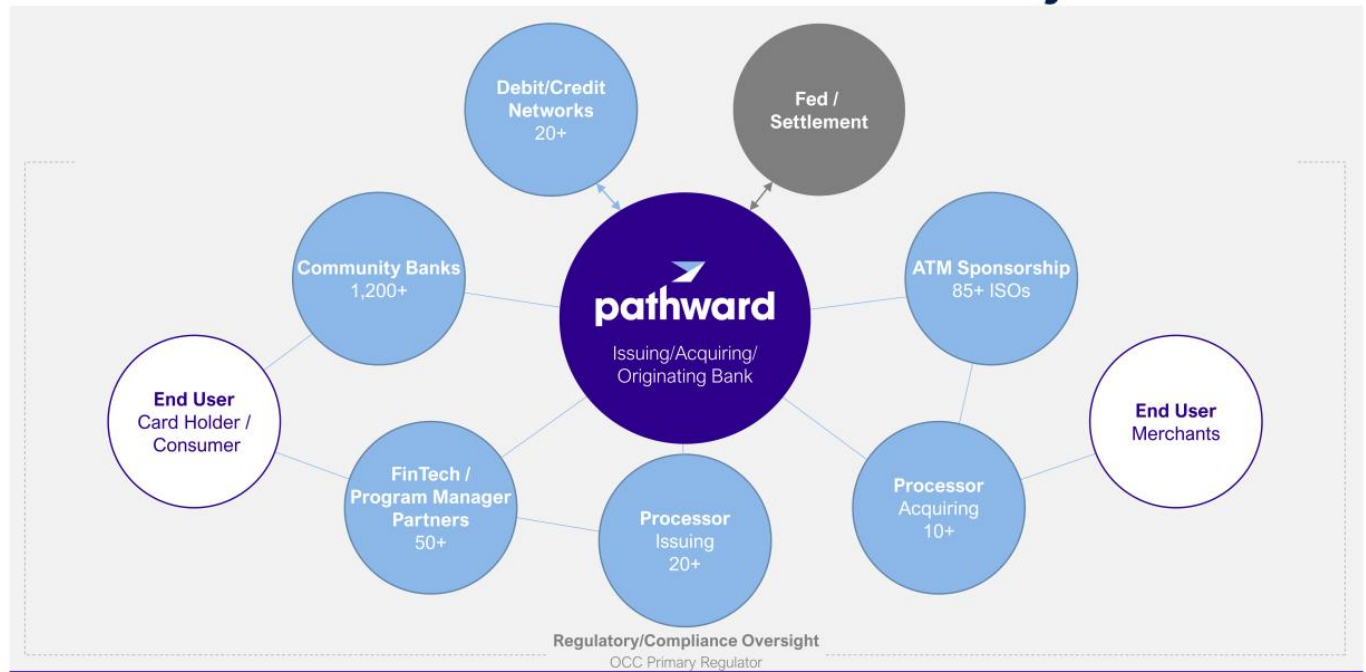 Debit/Credit
Networks
20+
Fed /
Settlement
Community Banks
1,200+
pathward
Issuing/Acquiring/
Originating Bank
ATM Sponsorship
85+ ISOs
End User
Card Holder /
Consumer
End User
Merchants
FinTech /
Program Manager
Partners
50+
Processor
Issuing
20+
Processor
Acquiring
10+
Regulatory/Compliance Oversight
OCC Primary Regulator